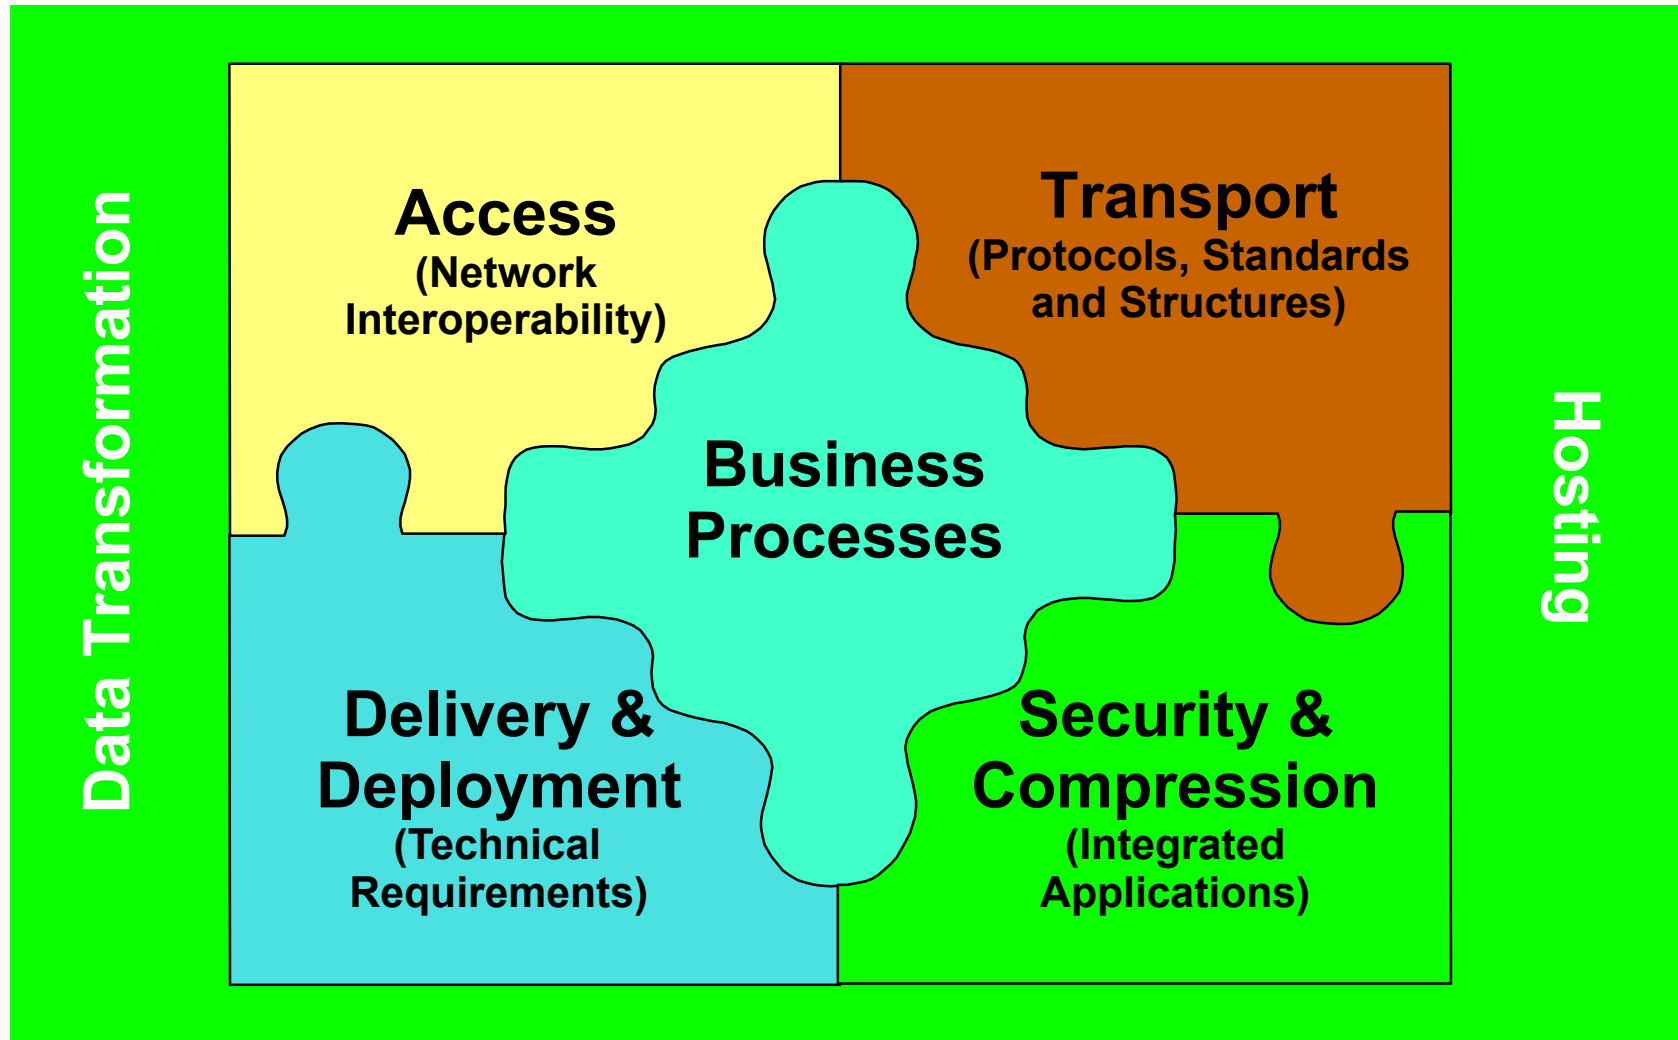 Data Transformation
Access
(Network
Interoperability)
Transport
(Protocols, Standards
and Structures)
Business
Processes
Delivery &
Deployment
(Technical
Requirements)
Security &
Compression
(Integrated
Applications)
Hosting